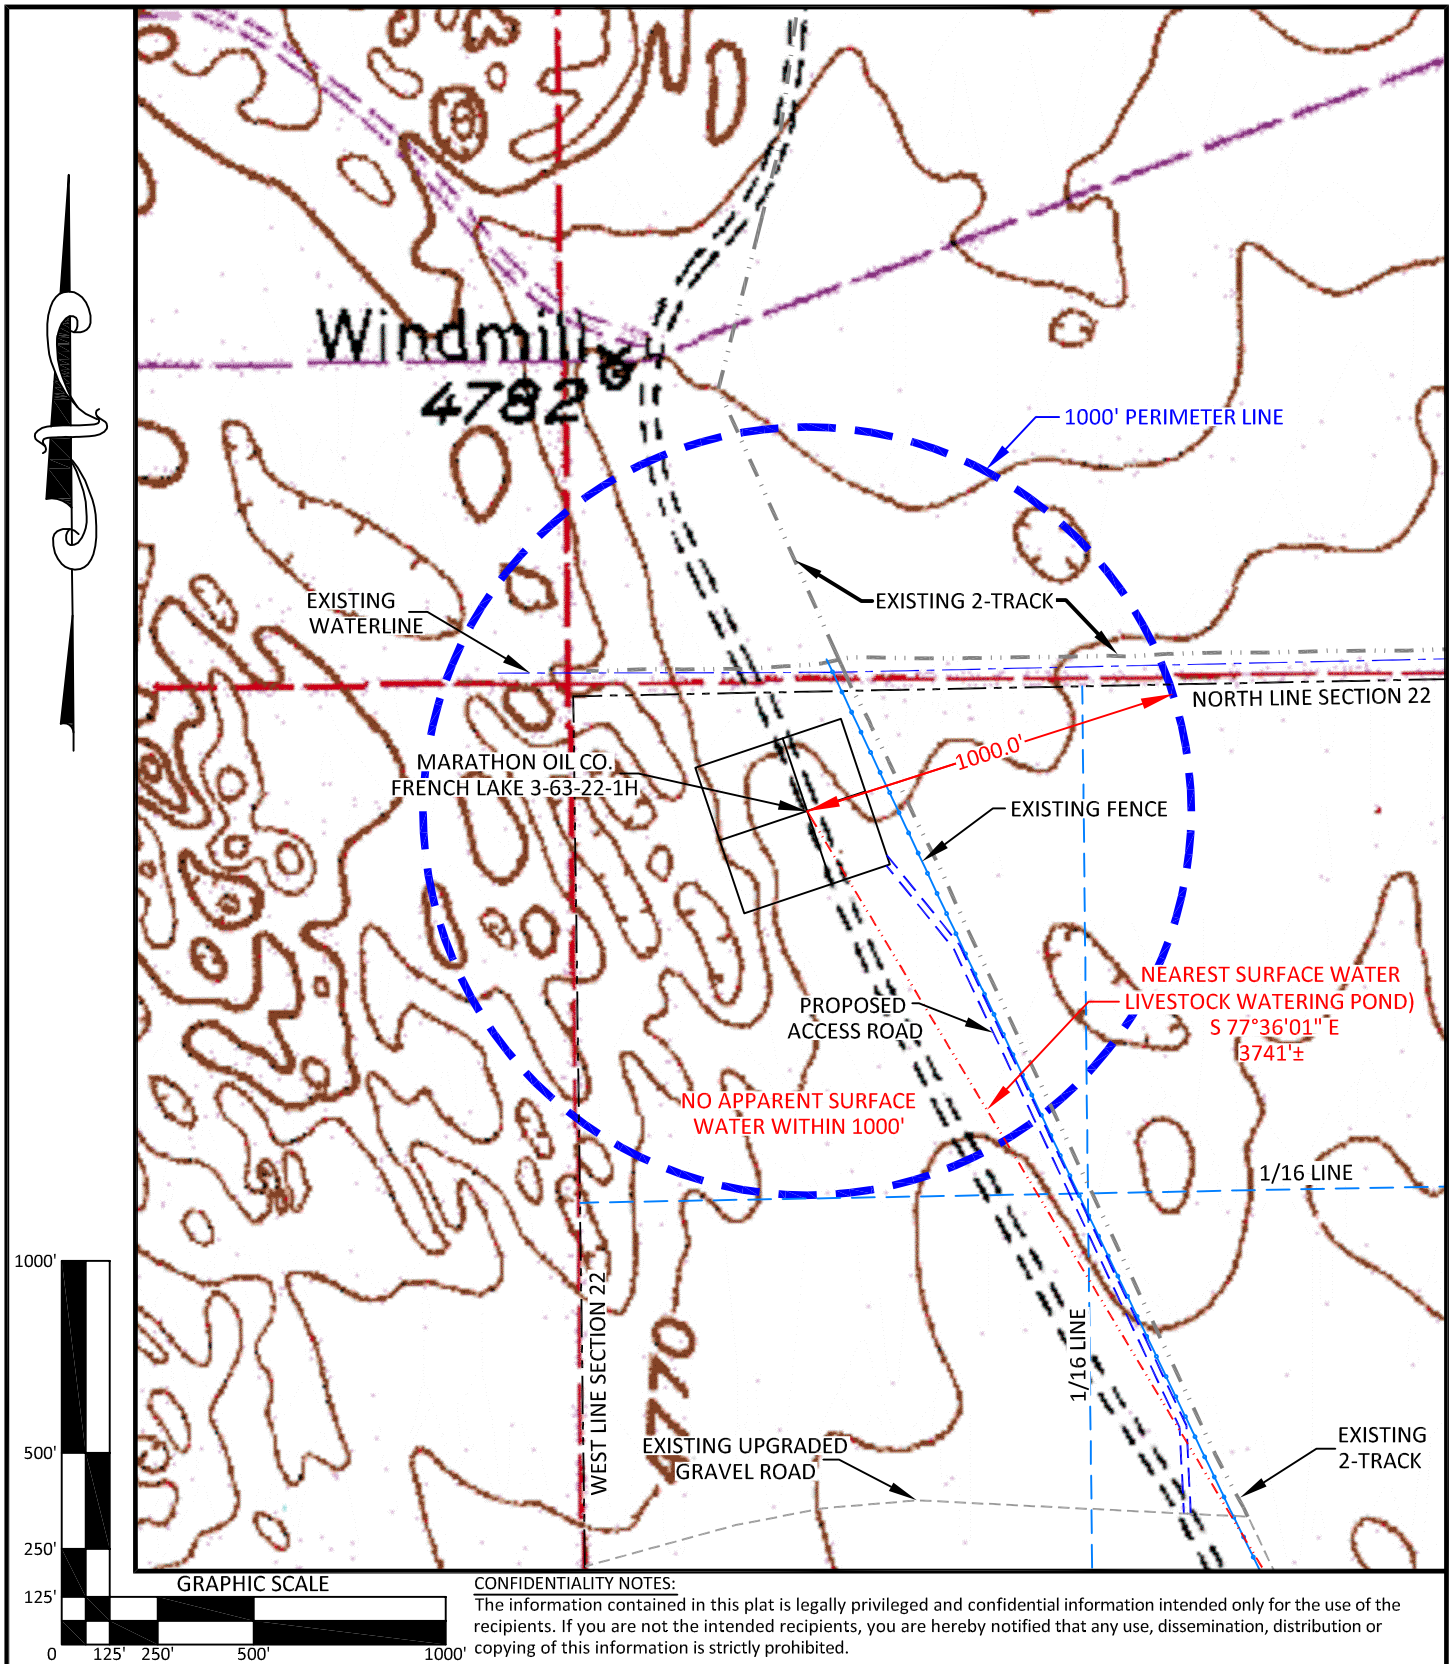 Windmill
4782
1000' PERIMETER LINE
EXISTING
WATERLINE
EXISTING 2-TRACK
NORTH LINE SECTION 22
MARATHON OIL CO.
FRENCH LAKE 3-63-22-1H
1000.0'
EXISTING FENCE
NEAREST SURFACE WATER
LIVESTOCK WATERING POND)
S 77°36'01" E
3741'±
PROPOSED
ACCESS ROAD
NO APPARENT SURFACE
WATER WITHIN 1000'
1/16 LINE
WEST LINE SECTION 22
4770
1/16 LINE
EXISTING UPGRADED
GRAVEL ROAD
EXISTING
2-TRACK
1000'
500'
250'
125'
GRAPHIC SCALE
0 125' 250' 500' 1000'
CONFIDENTIALITY NOTES:
The information contained in this plat is legally privileged and confidential information intended only for the use of the
recipients. If you are not the intended recipients, you are hereby notified that any use, dissemination, distribution or
copying of this information is strictly prohibited.